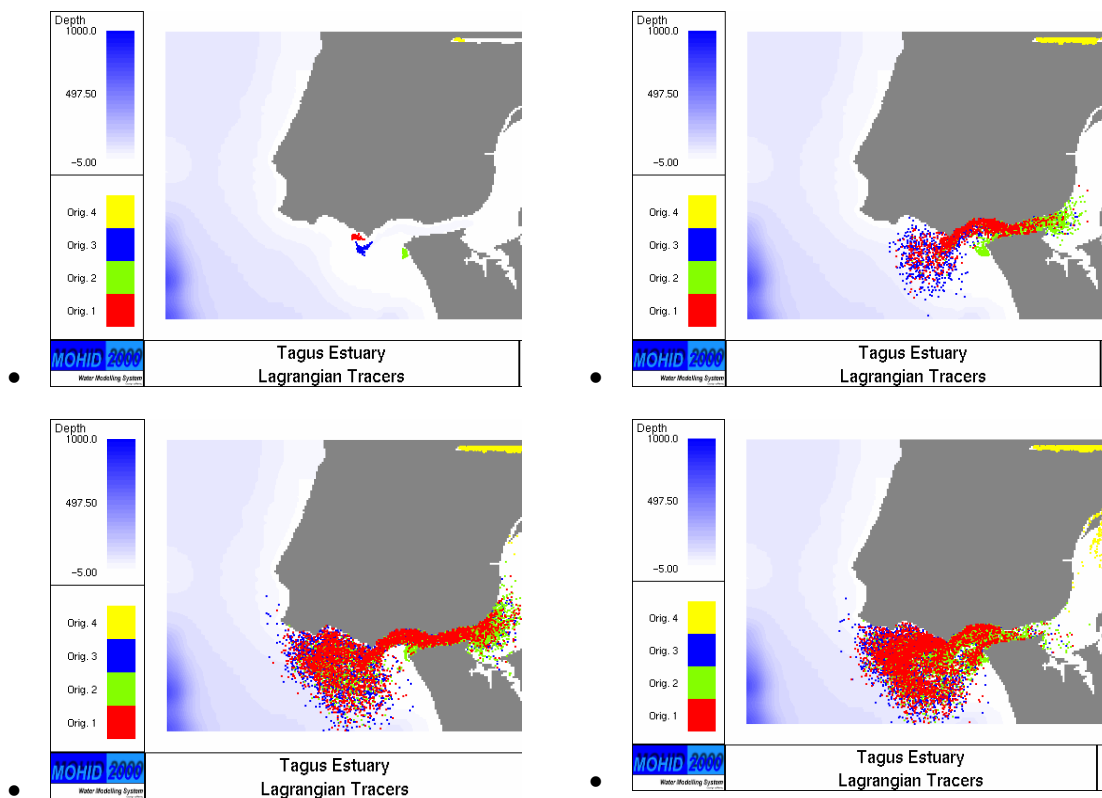 Depth
1000.0
497.50
−5.00
Orig. 4
Orig. 3
Orig. 2
Orig. 1
MOHID 2000
Water Modelling System
Tagus Estuary
Lagrangian Tracers
Depth
1000.0
497.50
−5.00
Orig. 4
Orig. 3
Orig. 2
Orig. 1
MOHID 2000
Water Modelling System
Tagus Estuary
Lagrangian Tracers
Depth
1000.0
497.50
−5.00
Orig. 4
Orig. 3
Orig. 2
Orig. 1
MOHID 2000
Water Modelling System
Tagus Estuary
Lagrangian Tracers
Depth
1000.0
497.50
−5.00
Orig. 4
Orig. 3
Orig. 2
Orig. 1
MOHID 2000
Water Modelling System
Tagus Estuary
Lagrangian Tracers